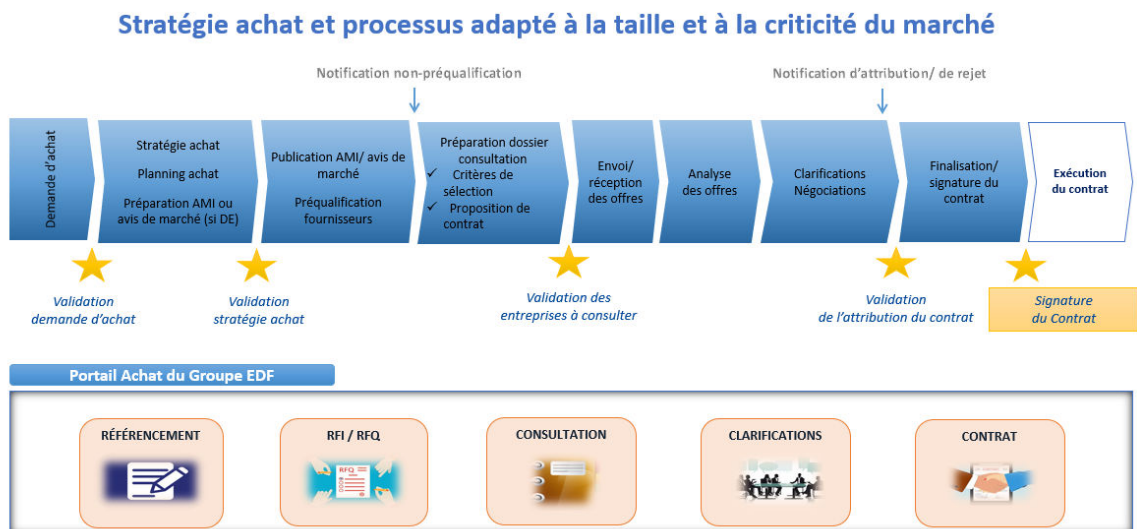 Stratégie achat et processus adapté à la taille et à la criticité du marché
Notification non-préqualification
Notification d'attribution/ de rejet
Demande d'achat
Stratégie achat
Planning achat
Préparation AMI ou
avis de marché (si DE)
Publication AMI/ avis de
marché
Préqualification
fournisseurs
Préparation dossier
consultation
✓ Critères de
sélection
✓ Proposition de
contrat
Envoi/
réception
des offres
Analyse
des offres
Clarifications
Négociations
Finalisation/
signature du
contrat
Exécution
du contrat
Validation
demande d'achat
Validation
stratégie achat
Validation des
entreprises à consulter
Validation
de l'attribution du contrat
Signature
du Contrat
Portail Achat du Groupe EDF
RÉFÉRENCEMENT
RFI / RFQ
RFQ
CONSULTATION
CLARIFICATIONS
CONTRAT